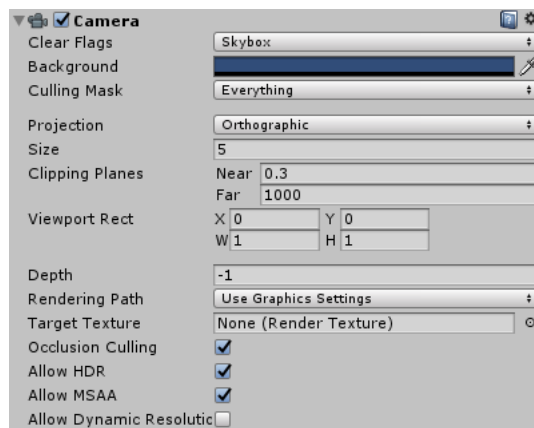 Camera
Clear Flags Skybox
Background
Culling Mask Everything
Projection Orthographic
Size 5
Clipping Planes Near 0.3
Far 1000
Viewport Rect X 0 Y 0
W 1 H 1
Depth -1
Rendering Path Use Graphics Settings
Target Texture None (Render Texture)
Occlusion Culling
Allow HDR
Allow MSAA
Allow Dynamic Resolutic